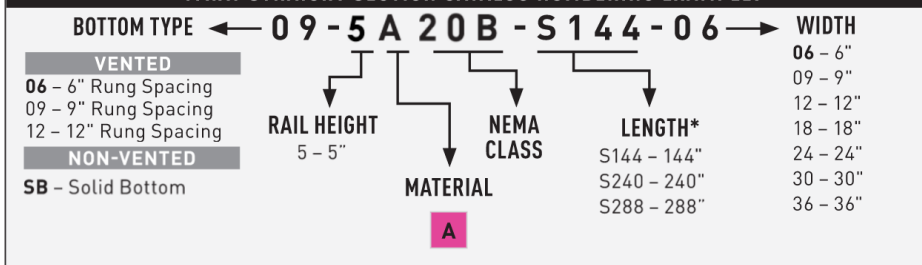 BOTTOM TYPE 09-5A20B-S144-06 WIDTH
VENTED
06 – 6" Rung Spacing
09 – 9" Rung Spacing
12 – 12" Rung Spacing
NON-VENTED
SB – Solid Bottom
RAIL HEIGHT
5 – 5”
MATERIAL
A
NEMA
CLASS
LENGTH*
S144 – 144"
S240 – 240"
S288 – 288”
06 – 6"
09 – 9"
12 – 12"
18 – 18"
24 – 24"
30 – 30"
36 – 36"